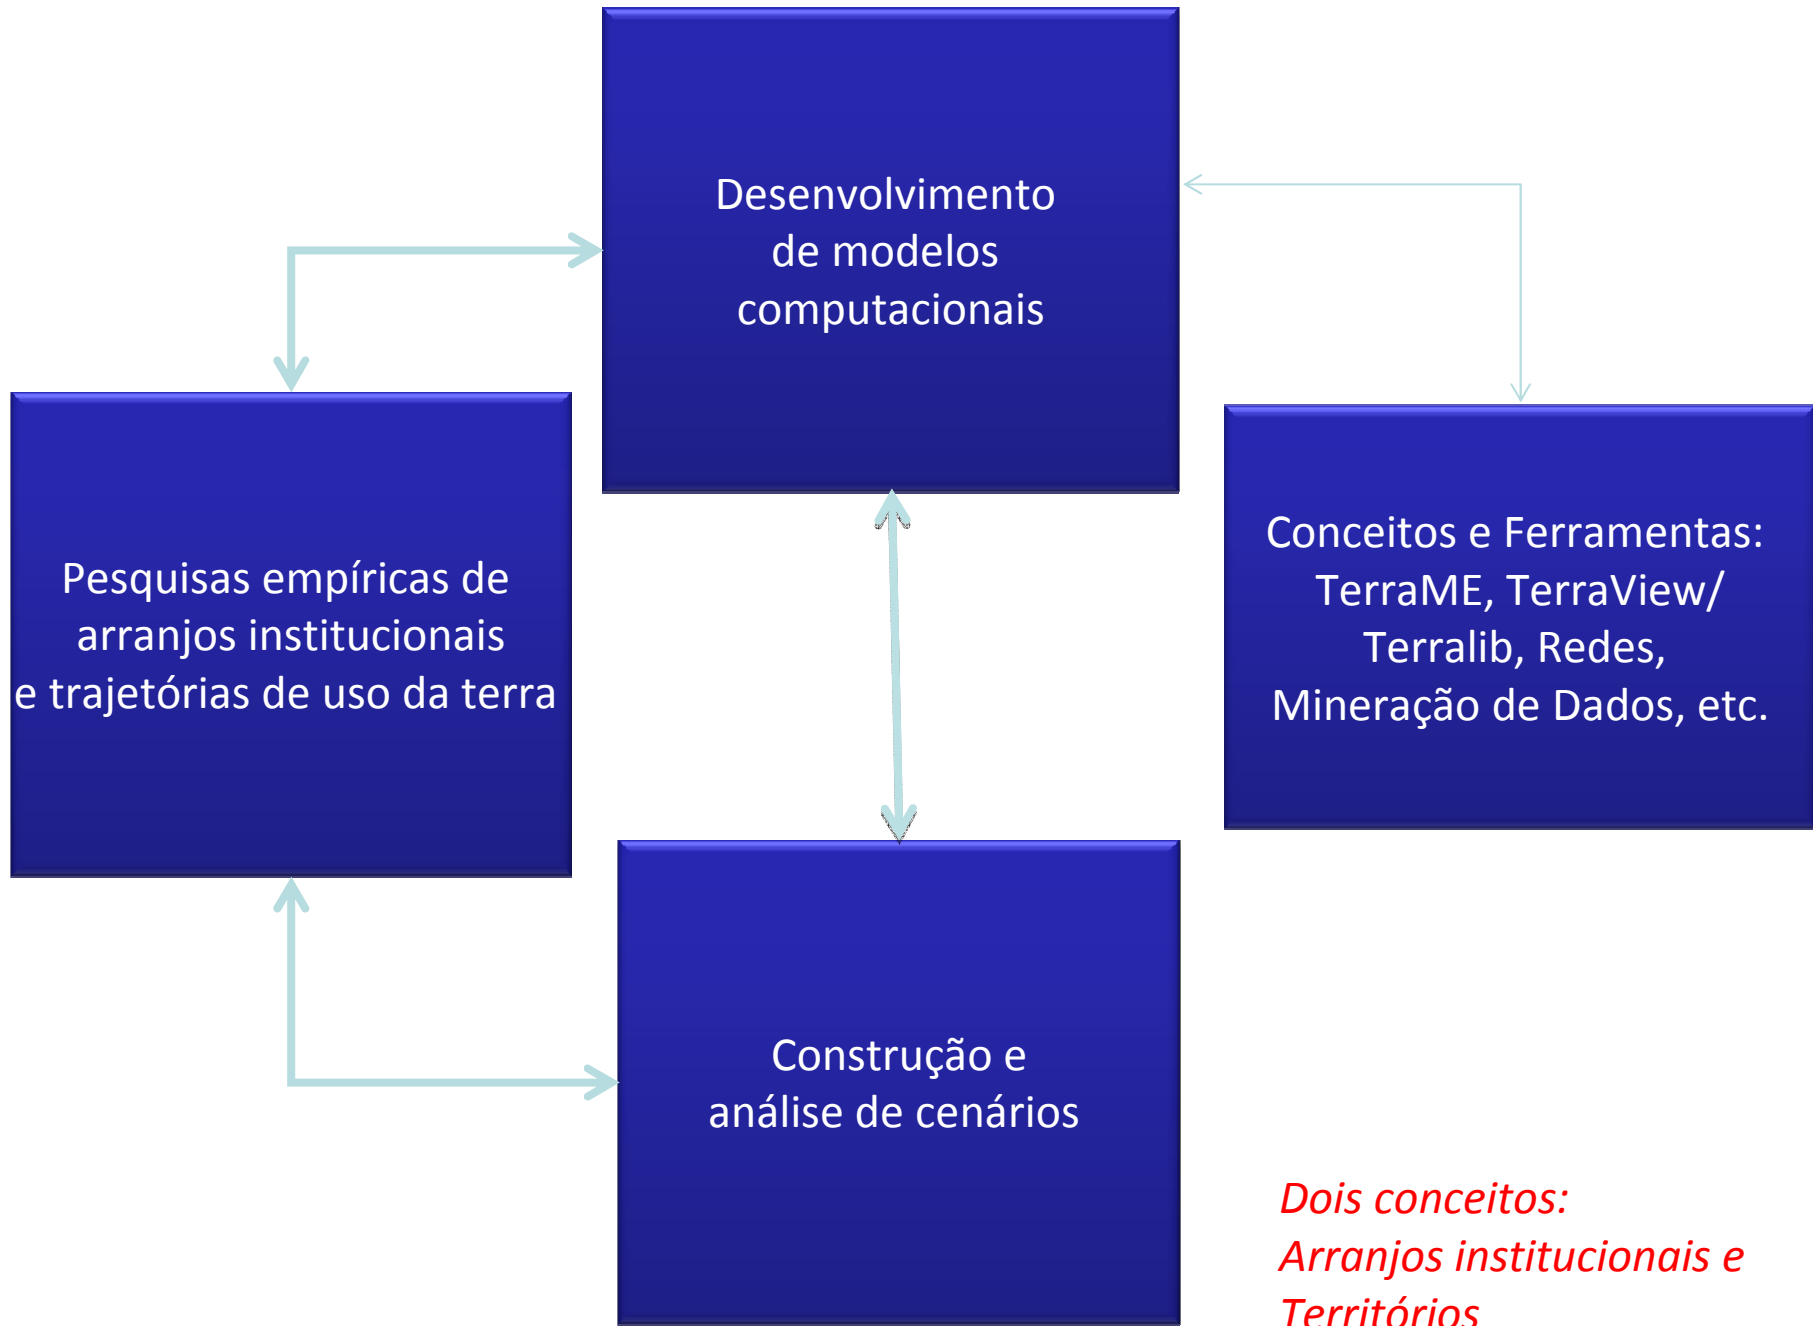 Desenvolvimento
de modelos
computacionais
Pesquisas empíricas de
arranjos institucionais
e trajetórias de uso da terra
Conceitos e Ferramentas:
TerraME, TerraView/
Terralib, Redes,
Mineração de Dados, etc.
Construção e
análise de cenários
Dois conceitos:
Arranjos institucionais e
Territórios